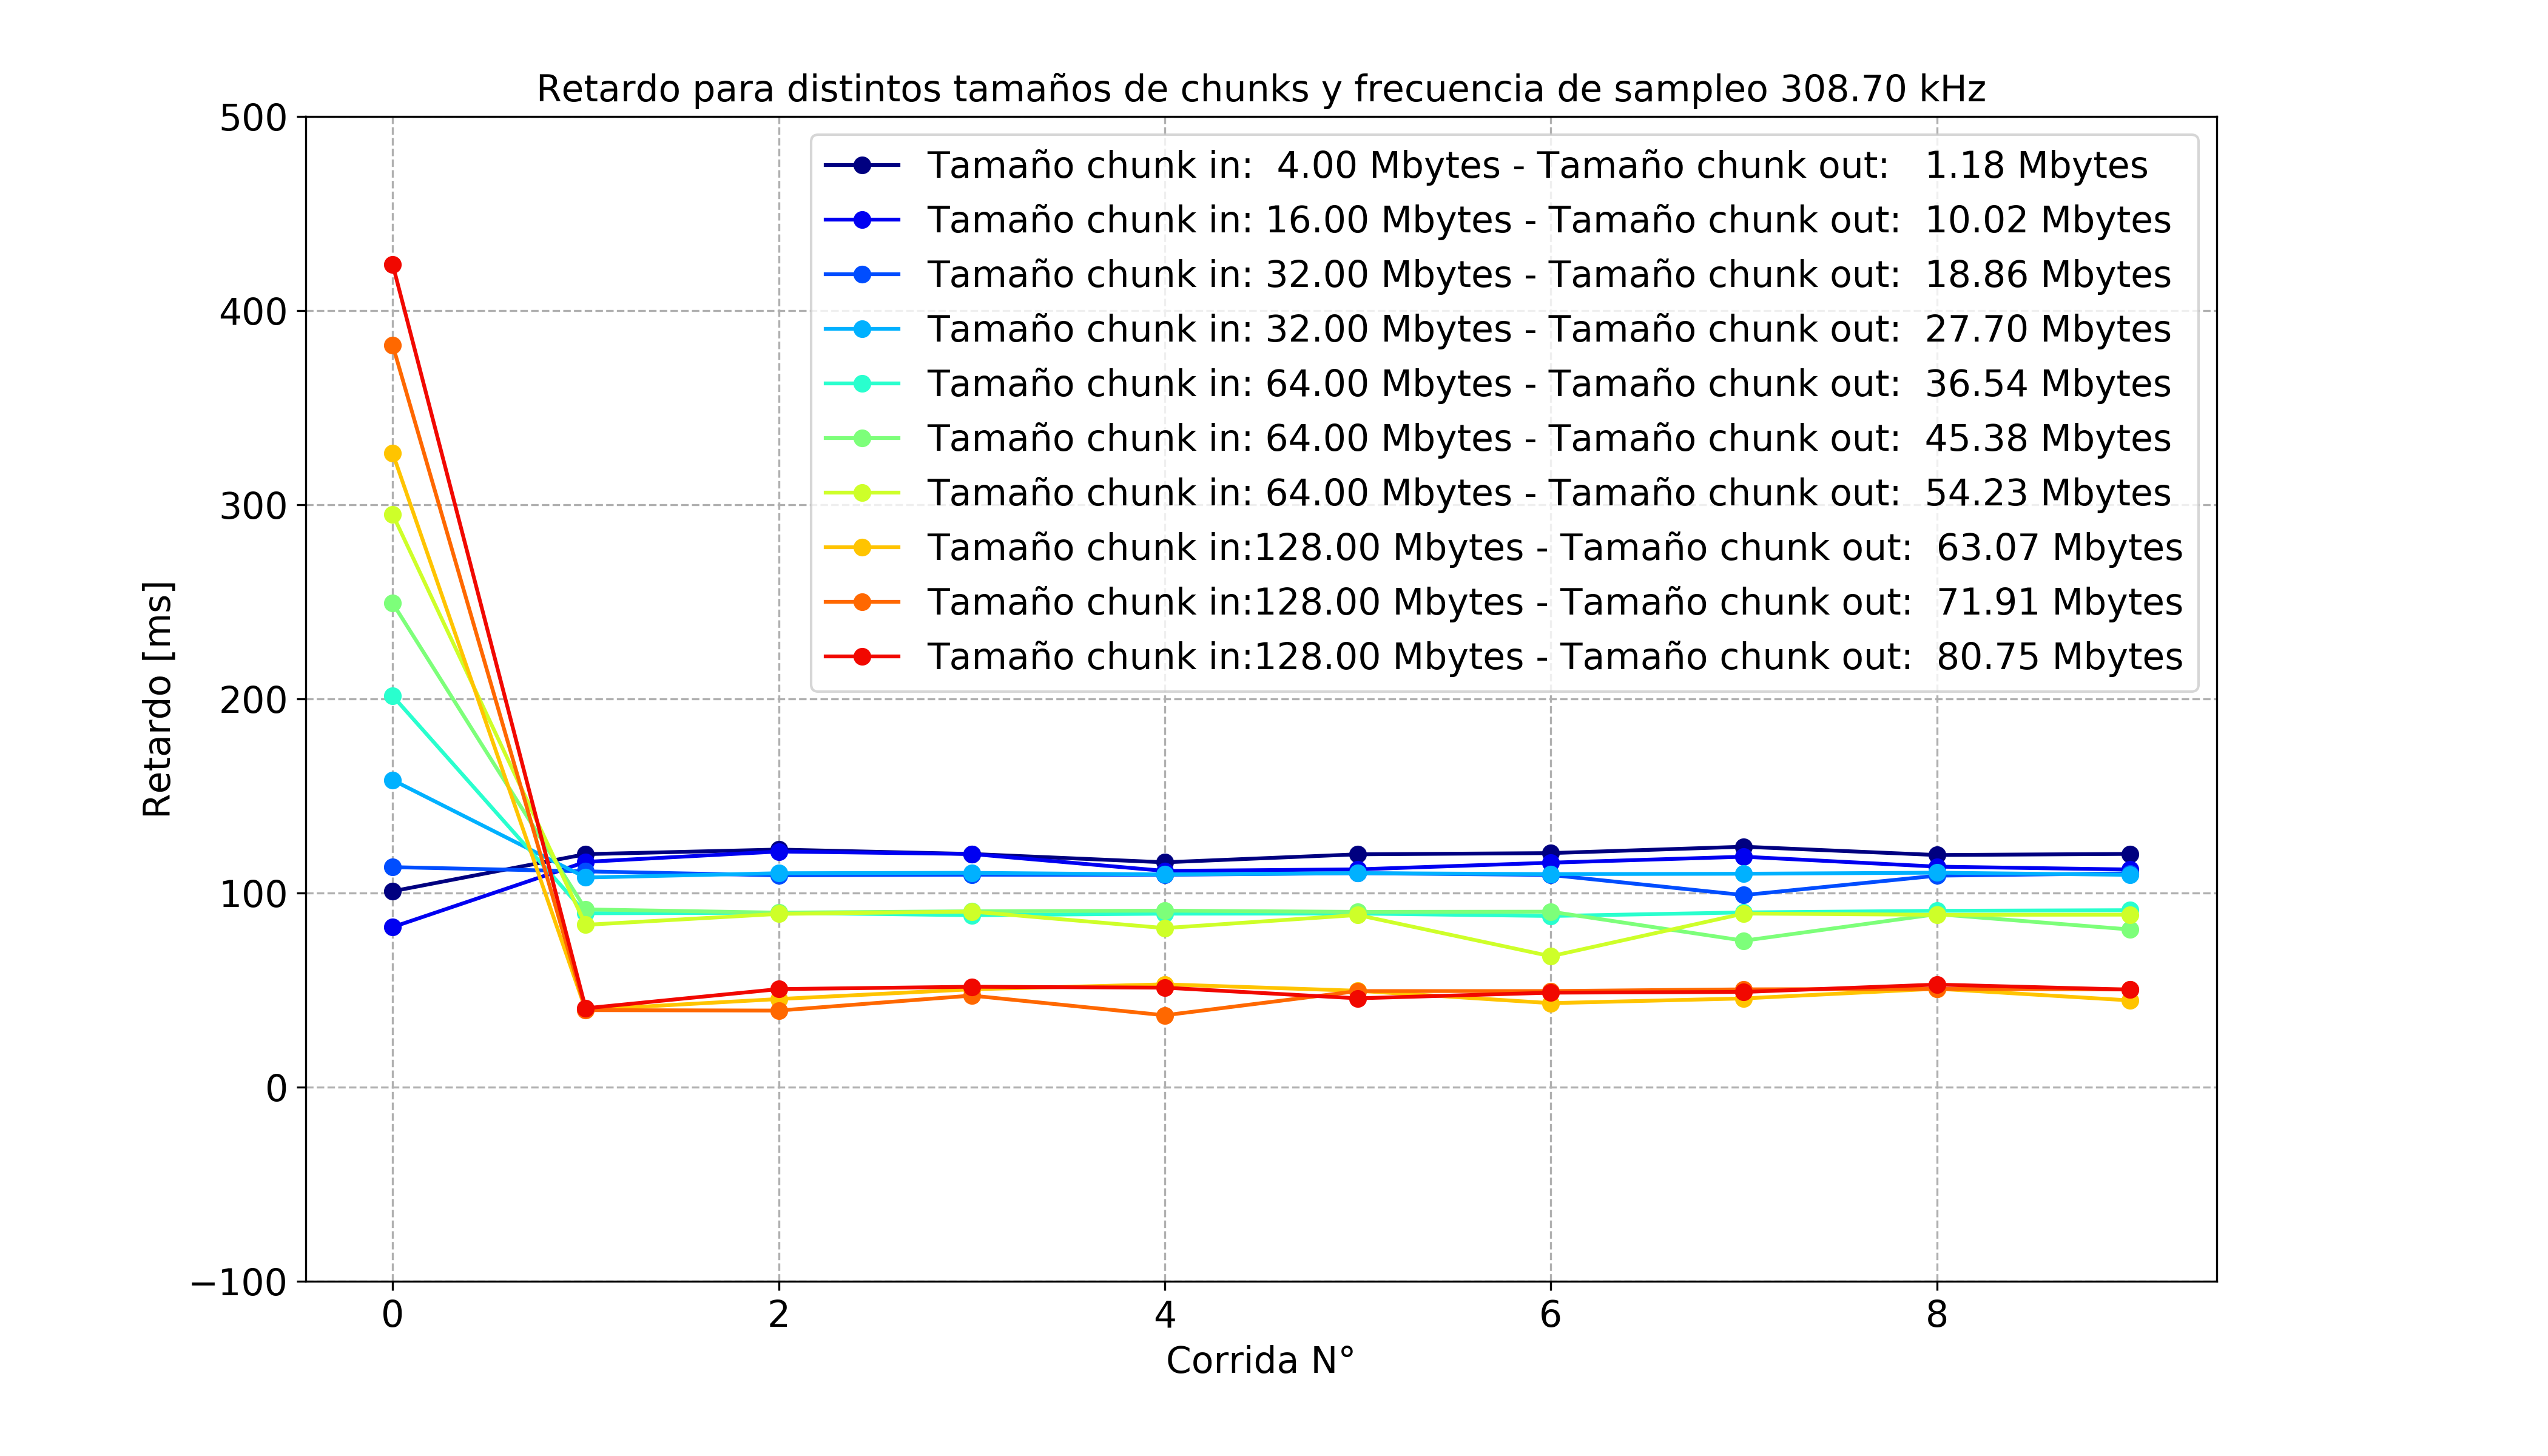 Retardo para distintos tamaños de chunks y frecuencia de sampleo 308.70 kHz
500
400
300
200
100
0
−100
Retardo [ms]
Tamaño chunk in:  4.00 Mbytes - Tamaño chunk out:   1.18 Mbytes
Tamaño chunk in: 16.00 Mbytes - Tamaño chunk out:  10.02 Mbytes
Tamaño chunk in: 32.00 Mbytes - Tamaño chunk out:  18.86 Mbytes
Tamaño chunk in: 32.00 Mbytes - Tamaño chunk out:  27.70 Mbytes
Tamaño chunk in: 64.00 Mbytes - Tamaño chunk out:  36.54 Mbytes
Tamaño chunk in: 64.00 Mbytes - Tamaño chunk out:  45.38 Mbytes
Tamaño chunk in: 64.00 Mbytes - Tamaño chunk out:  54.23 Mbytes
Tamaño chunk in:128.00 Mbytes - Tamaño chunk out:  63.07 Mbytes
Tamaño chunk in:128.00 Mbytes - Tamaño chunk out:  71.91 Mbytes
Tamaño chunk in:128.00 Mbytes - Tamaño chunk out:  80.75 Mbytes
0 2 4 6 8
Corrida N°